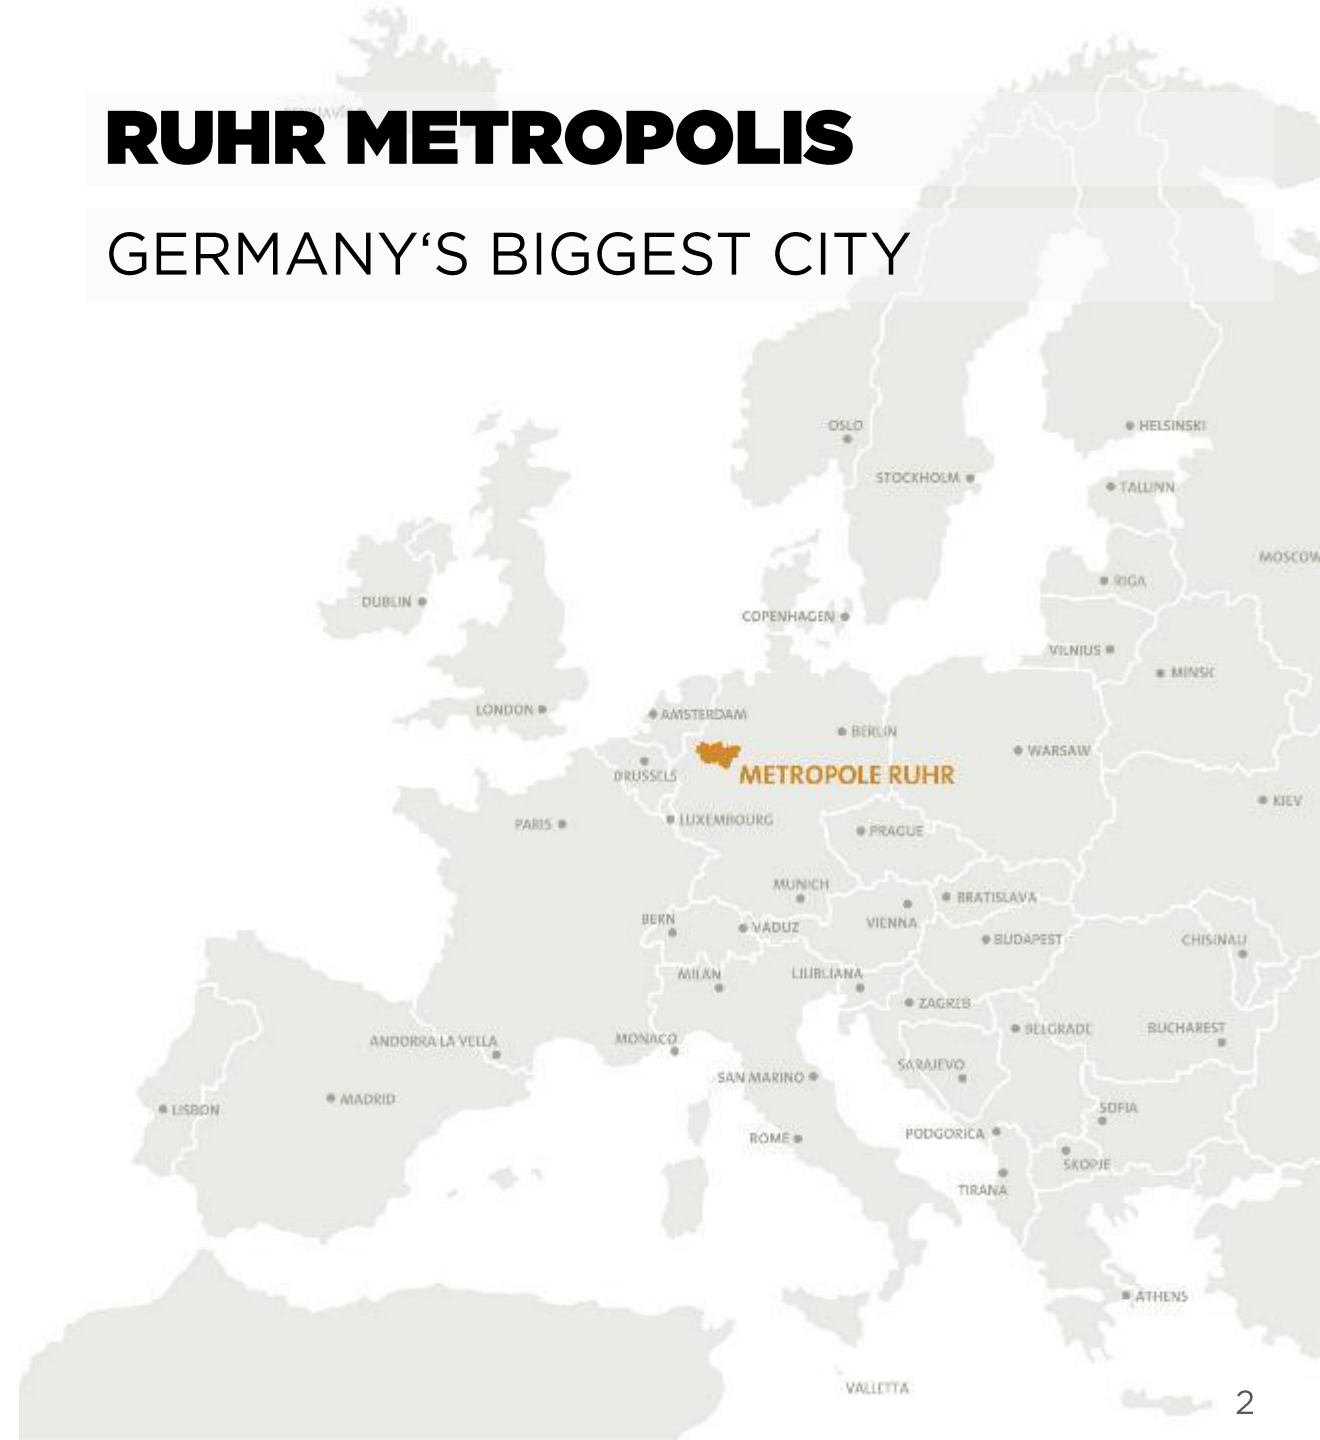 RUHR METROPOLIS
GERMANY‘S BIGGEST CITY
OSLO
HELSINSKI
STOCKHOLM
TALLINN
MOSCOW
RIGA
DUBLIN
COPENHAGEN
VILNIUS
MINSK
LONDON
AMSTERDAM
BERLIN
WARSAW
BRUSSELS
METROPOLE RUHR
KIEV
PARIS
LUXEMBOURG
PRAGUE
MUNICH
BRATISLAVA
BERN
VADUZ
VIENNA
BUDAPEST
CHISINAU
MILAN
LJUBLJANA
ZAGREB
BELGRADE
BUCHAREST
ANDORRA LA VELLA
MONACO
SARAJEVO
SAN MARINO
MADRID
LISBON
SOFIA
ROME
PODGORICA
SKOPJE
TIRANA
ATHENS
VALLETTA
2